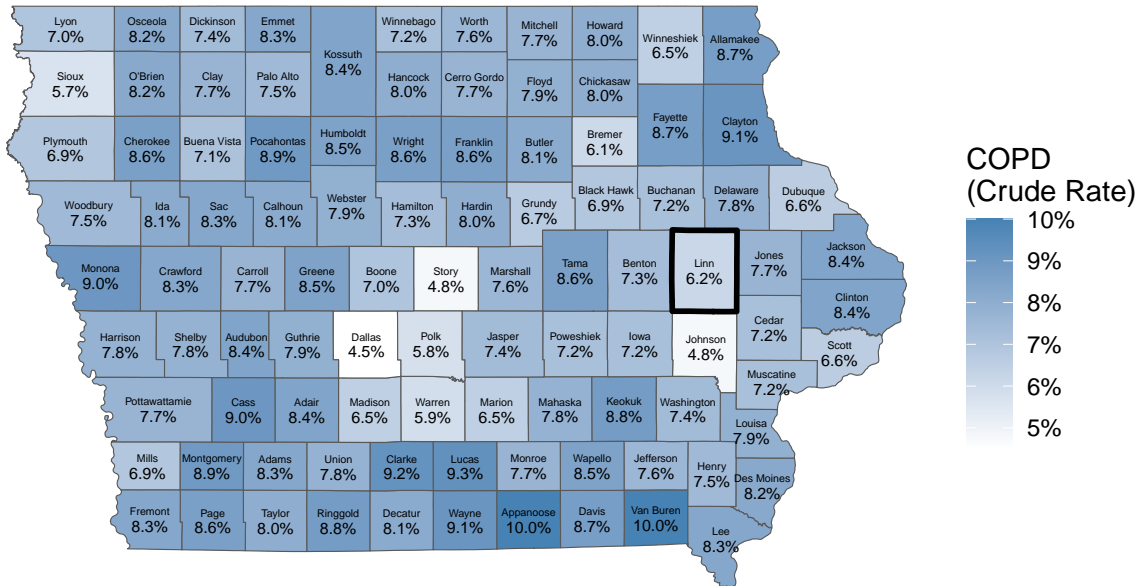 Lyon
7.0%
Osceola
8.2%
Dickinson
7.4%
Emmet
8.3%
Kossuth
8.4%
Winnebago
7.2%
Worth
7.6%
Mitchell
7.7%
Howard
8.0%
Winneshiek
6.5%
Allamakee
8.7%
Sioux
5.7%
O'Brien
8.2%
Clay
7.7%
Palo Alto
7.5%
Hancock
8.0%
Cerro Gordo
7.7%
Floyd
7.9%
Chickasaw
8.0%
Fayette
8.7%
Clayton
9.1%
Plymouth
6.9%
Cherokee
8.6%
Buena Vista
7.1%
Pocahontas
8.9%
Humboldt
8.5%
Wright
8.6%
Franklin
8.6%
Butler
8.1%
Bremer
6.1%
Woodbury
7.5%
Ida
8.1%
Sac
8.3%
Calhoun
8.1%
Webster
7.9%
Hamilton
7.3%
Hardin
8.0%
Grundy
6.7%
Black Hawk
6.9%
Buchanan
7.2%
Delaware
7.8%
Dubuque
6.6%
Monona
9.0%
Crawford
8.3%
Carroll
7.7%
Greene
8.5%
Boone
7.0%
Story
4.8%
Marshall
7.6%
Tama
8.6%
Benton
7.3%
Linn
6.2%
Jones
7.7%
Jackson
8.4%
Clinton
8.4%
Harrison
7.8%
Shelby
7.8%
Audubon
8.4%
Guthrie
7.9%
Dallas
4.5%
Polk
5.8%
Jasper
7.4%
Poweshiek
7.2%
Iowa
7.2%
Johnson
4.8%
Cedar
7.2%
Scott
6.6%
Muscatine
7.2%
Pottawattamie
7.7%
Cass
9.0%
Adair
8.4%
Madison
6.5%
Warren
5.9%
Marion
6.5%
Mahaska
7.8%
Keokuk
8.8%
Washington
7.4%
Louisa
7.9%
Mills
6.9%
Montgomery
8.9%
Adams
8.3%
Union
7.8%
Clarke
9.2%
Lucas
9.3%
Monroe
7.7%
Wapello
8.5%
Jefferson
7.6%
Henry
7.5%
Des Moines
8.2%
Fremont
8.3%
Page
8.6%
Taylor
8.0%
Ringgold
8.8%
Decatur
8.1%
Wayne
9.1%
Appanoose
10.0%
Davis
8.7%
Van Buren
10.0%
Lee
8.3%
COPD
(Crude Rate)
10%
9%
8%
7%
6%
5%